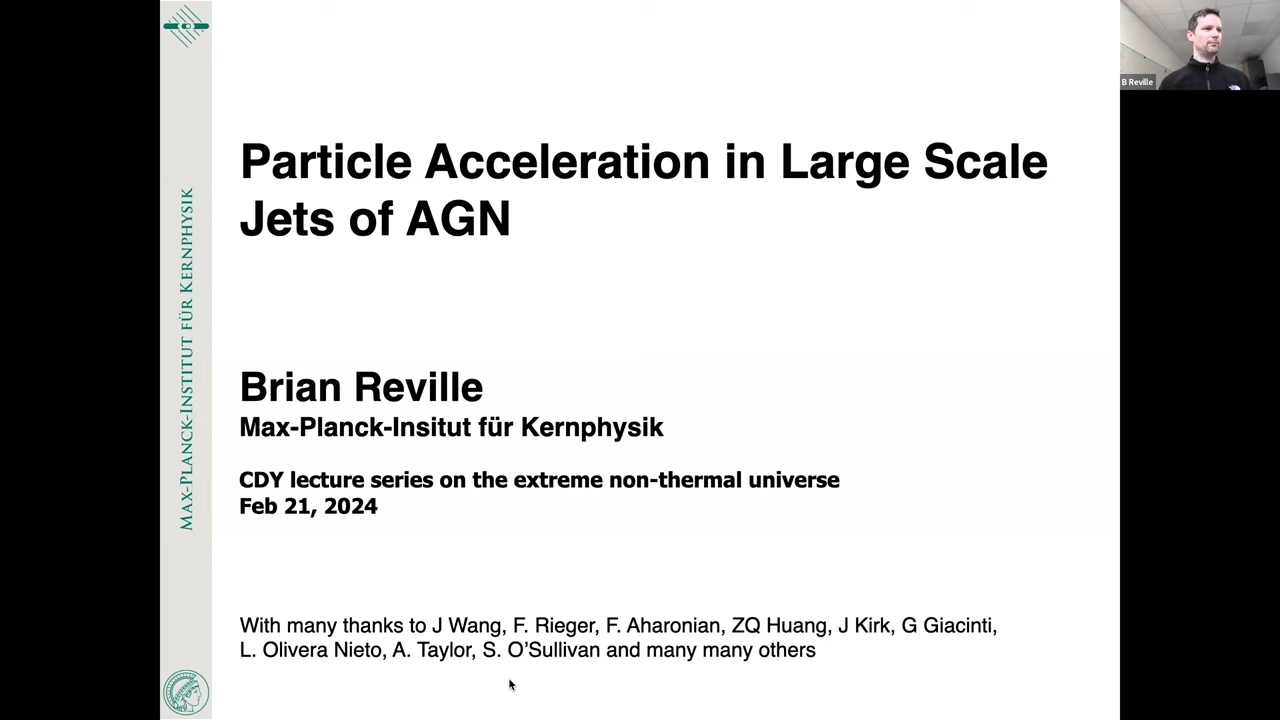 B Reville
MAX-PLANCK-INSTITUT FÜR KERNPHYSIK
Particle Acceleration in Large Scale
Jets of AGN
Brian Reville
Max-Planck-Insitut für Kernphysik
CDY lecture series on the extreme non-thermal universe
Feb 21, 2024
With many thanks to J Wang, F. Rieger, F. Aharonian, ZQ Huang, J Kirk, G Giacinti,
L. Olivera Nieto, A. Taylor, S. O’Sullivan and many many others